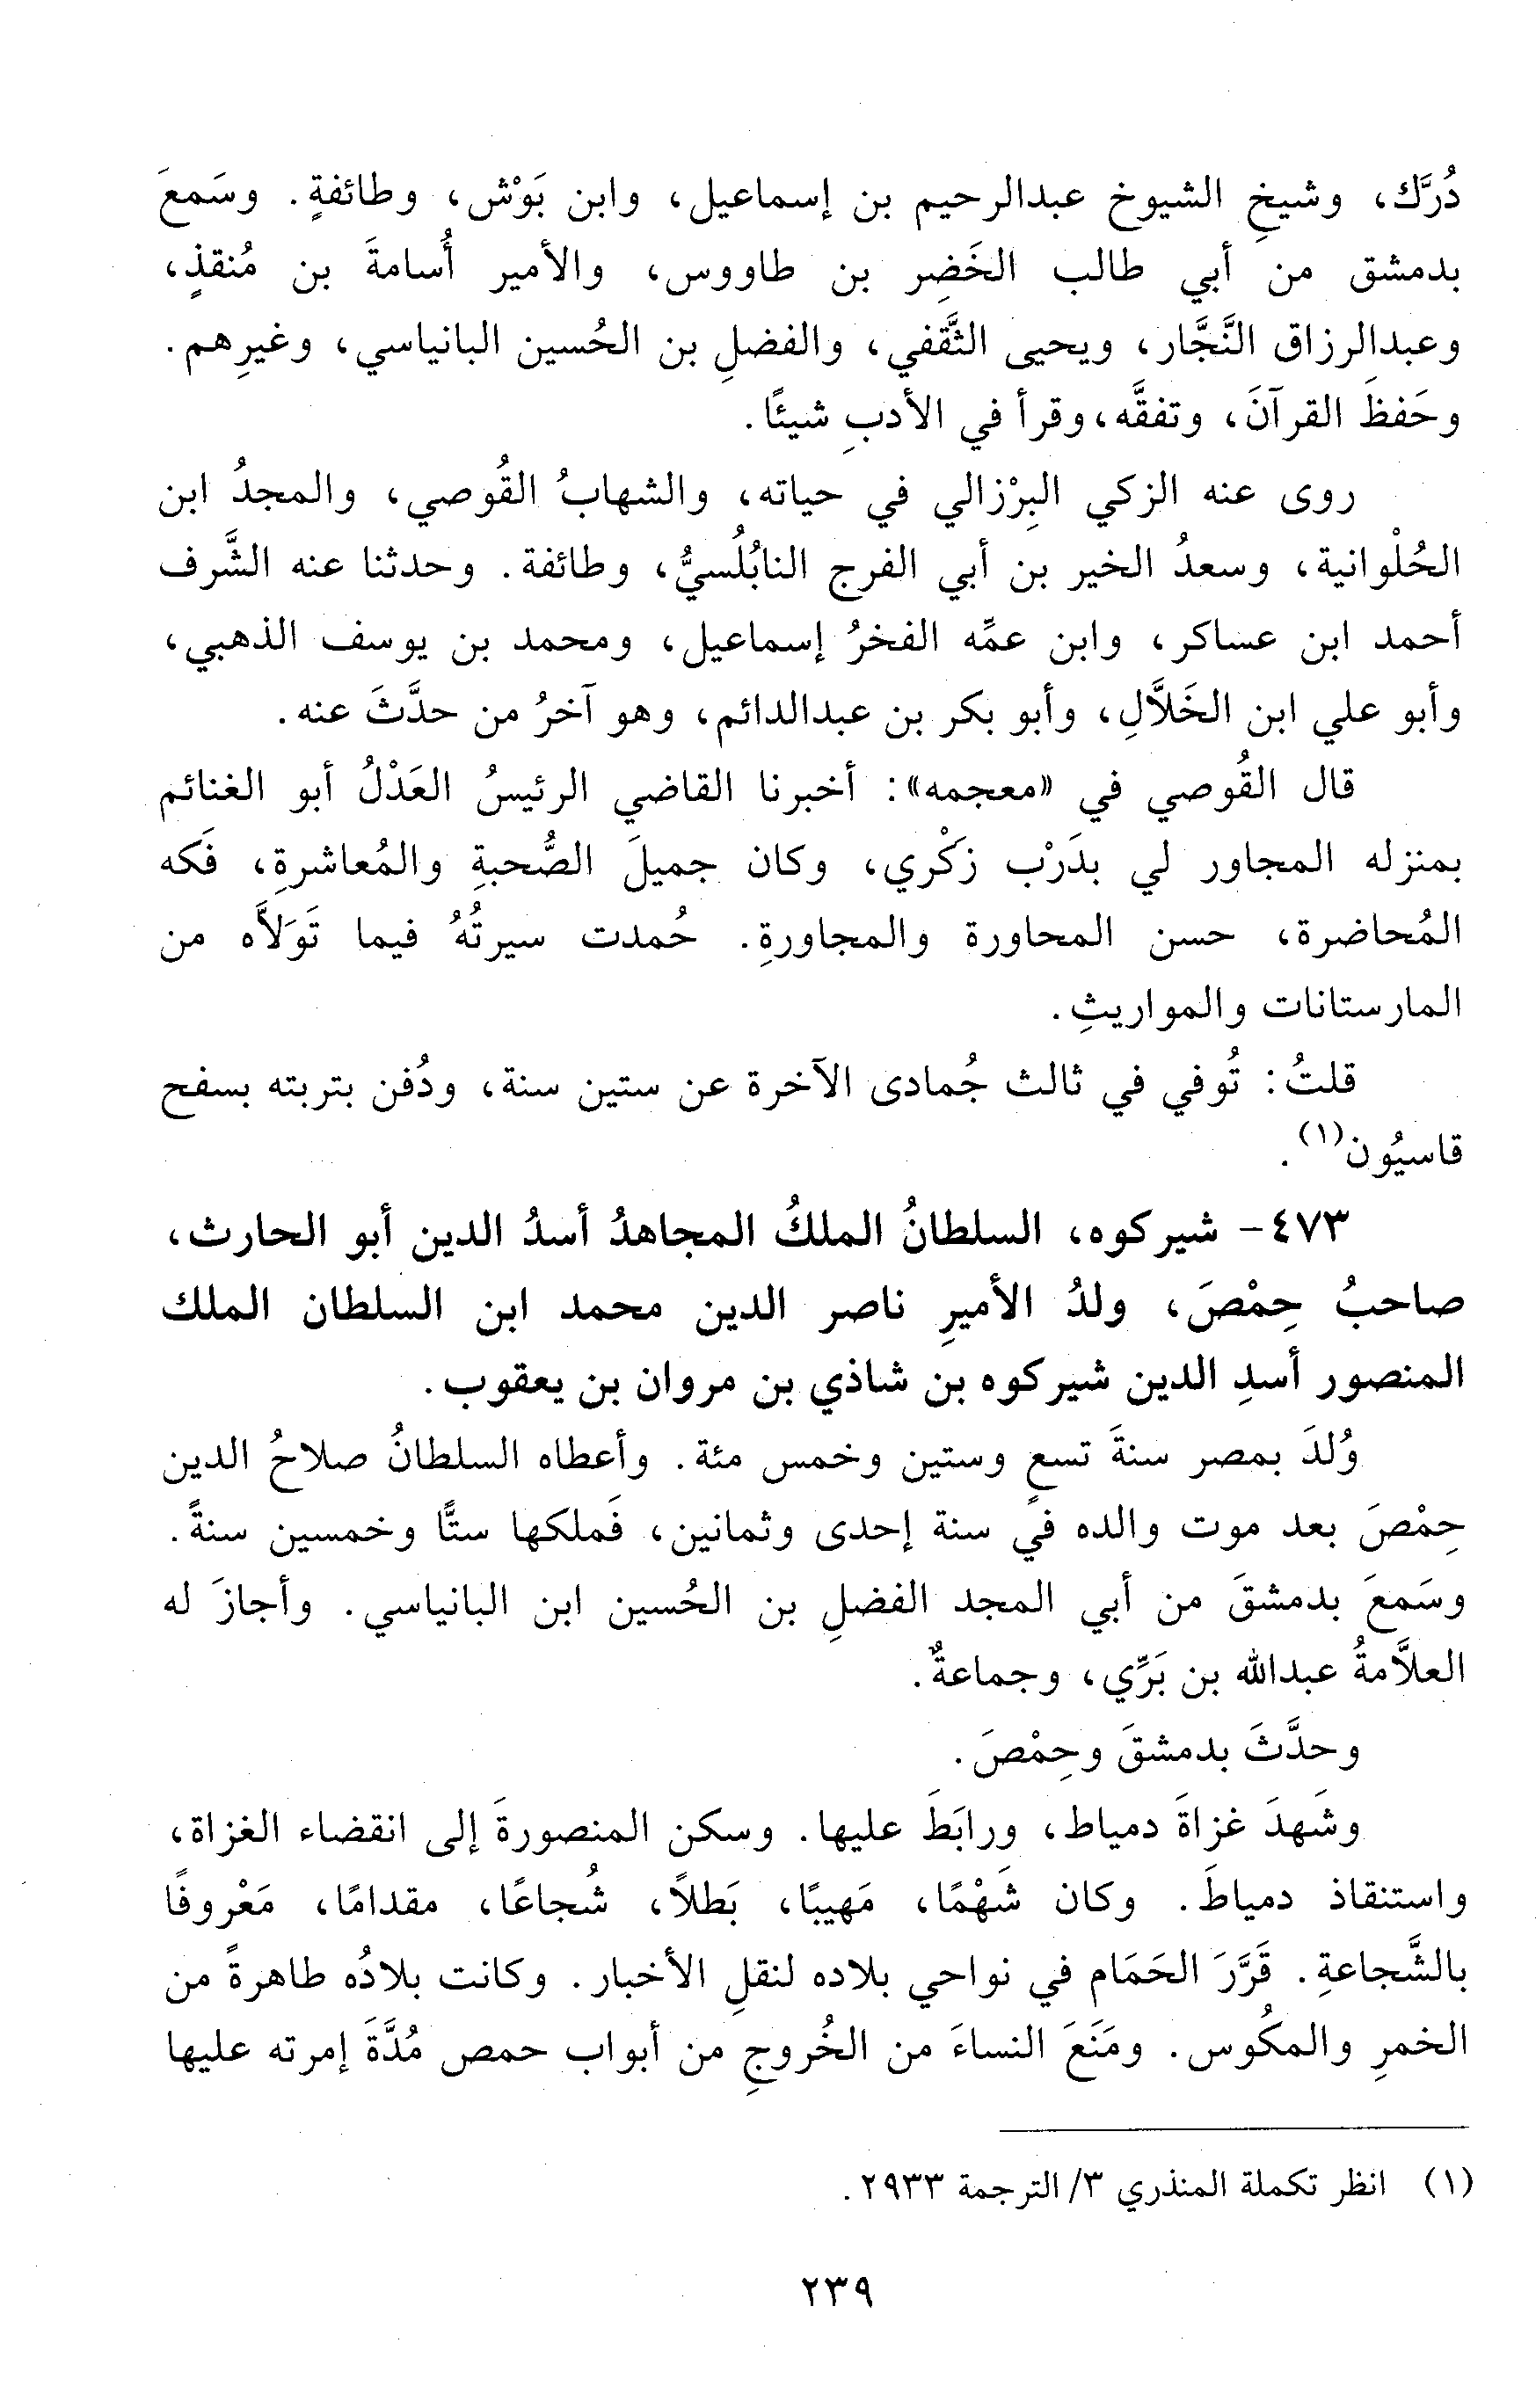 دُرَّك، وشيخِ الشيوخ عبدالرحيم بن إسماعيل، وابن بَوْش، وطائفةٍ. وسَمعَ
بدمشق من أبي طالب الخَضِر بن طاووس، والأمير أُسامةَ بن مُنقذٍ،
وعبدالرزاق النَّجَّار، ويحيى الثَّقفي، والفضلِ بن الحُسين البانياسي، وغيرِهم.
وحَفظَ القرآنَ، وتفقَّه، وقرأ في الأدبِ شيئًا.
روى عنه الزكي البِرْزالي في حياته، والشهابُ القُوصي، والمجدُ ابن
الحُلْوانية، وسعدُ الخير بن أبي الفرج النابُلُسيُّ، وطائفة. وحدثنا عنه الشَّرف
أحمد ابن عساكر، وابن عمِّه الفخرُ إسماعيل، ومحمد بن يوسف الذهبي،
وأبو علي ابن الخَلاَّلِ، وأبو بكر بن عبدالدائم، وهو آخرُ من حدَّثَ عنه.
قال القُوصي في «معجمه»: أخبرنا القاضي الرئيسُ العَدْلُ أبو الغنائم
بمنزله المجاور لي بدَرْب زَكْري، وكان جميلَ الصُّحبةِ والمُعاشرةِ، فَكه
المُحاضرة، حسن المحاورة والمجاورةِ. حُمدت سيرتُهُ فيما تَوَلاَّه من
المارستانات والمواريثِ.
قلتُ: تُوفي في ثالث جُمادى الآخرة عن ستين سنة، ودُفن بتربته بسفح
قاسيُون(١).
٤٧٣- شيركوه، السلطانُ الملكُ المجاهدُ أسدُ الدين أبو الحارث،
صاحبُ حِمْصَ، ولدُ الأميرِ ناصر الدين محمد ابن السلطان الملك
المنصور أسدِ الدين شيركوه بن شاذي بن مروان بن يعقوب.
وُلدَ بمصر سنةَ تسعٍ وستين وخمس مئة. وأعطاه السلطانُ صلاحُ الدين
حِمْصَ بعد موت والده في سنة إحدى وثمانين، فَملكها ستًّا وخمسين سنةً.
وسَمعَ بدمشقَ من أبي المجد الفضلِ بن الحُسين ابن البانياسي. وأجازَ له
العلاَّمةُ عبدالله بن بَرِّي، وجماعةٌ.
وحدَّثَ بدمشقَ وحِمْصَ.
وشَهدَ غزاةَ دمياط، ورابَطَ عليها. وسكن المنصورةَ إلى انقضاء الغزاة،
واستنقاذ دمياطَ. وكان شَهْمًا، مَهيبًا، بَطلاً، شُجاعًا، مقدامًا، مَعْروفًا
بالشَّجاعةِ. قَرَّرَ الحَمَام في نواحي بلاده لنقلِ الأخبار. وكانت بلادُه طاهرةً من
الخمرِ والمكُوس. ومَنَعَ النساءَ من الخُروجِ من أبواب حمص مُدَّةَ إمرته عليها
(١) انظر تكملة المنذري ٣/ الترجمة ٢٩٣٣.
٢٣٩